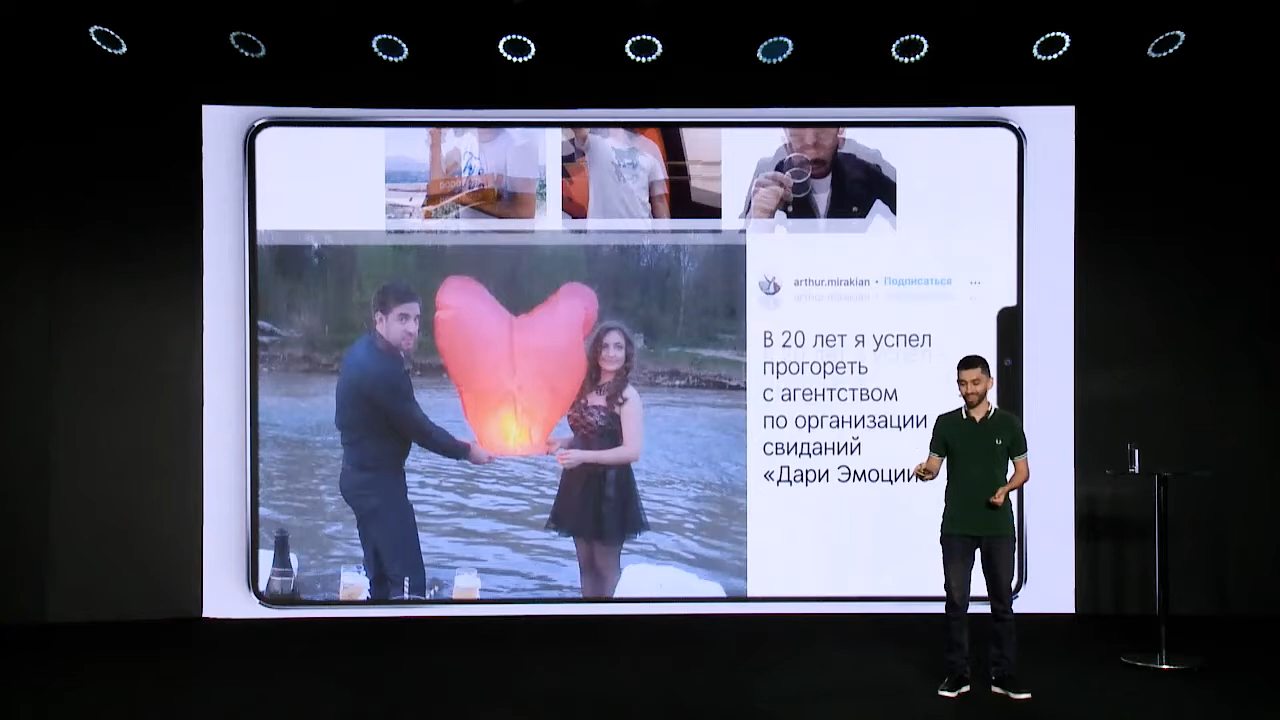 arthur.mirakian • Подписаться ...
В 20 лет я успел
прогореть
с агентством
по организации
свиданий
«Дари Эмоции